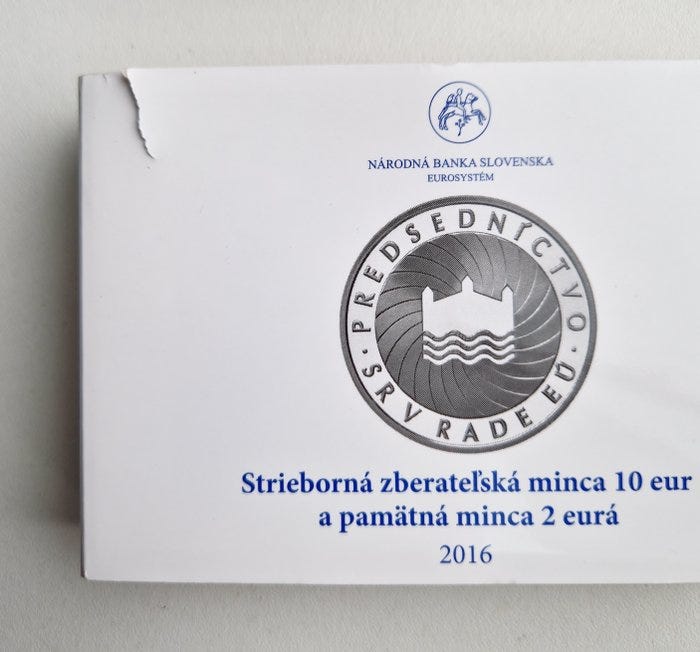 NÁRODNÁ BANKA SLOVENSKA
EUROSYSTÉM
PREDSEDNÍCTVO
· SR V RADE EÚ ·
Strieborná zberateľská minca 10 eur
a pamätná minca 2 eurá
2016